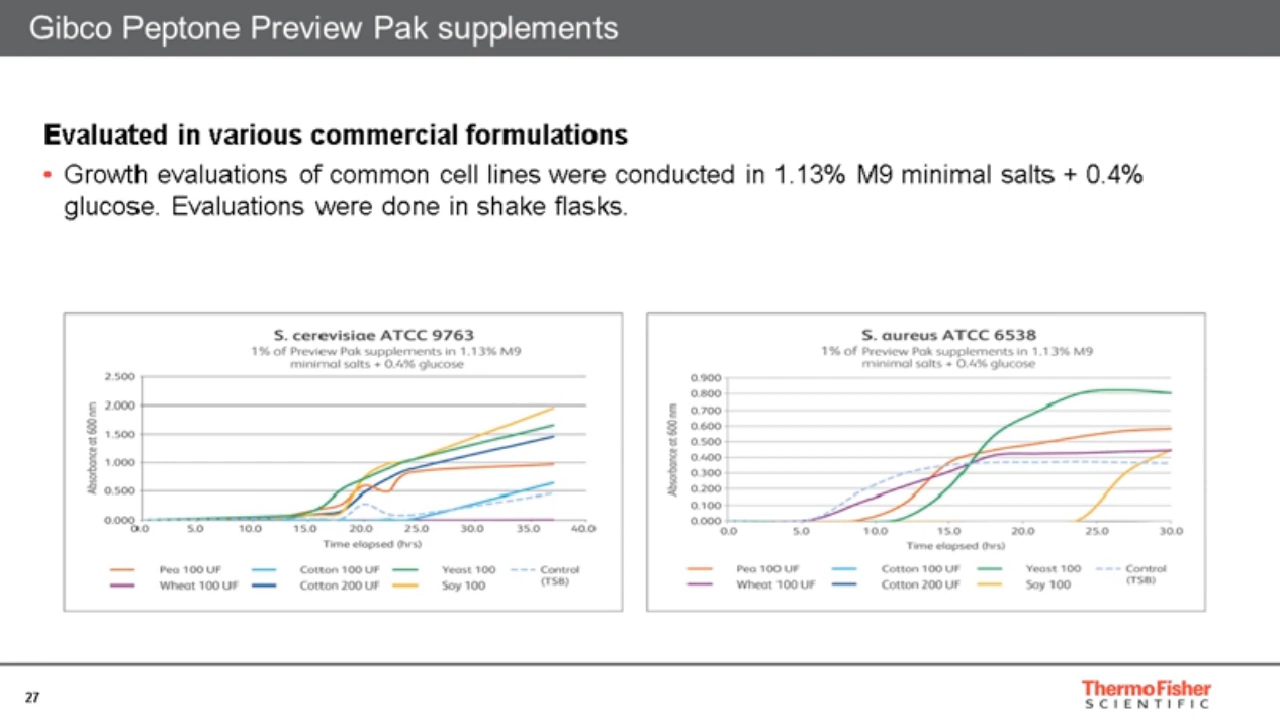 Gibco Peptone Preview Pak supplements
Evaluated in various commercial formulations
• Growth evaluations of common cell lines were conducted in 1.13% M9 minimal salts + 0.4%
glucose. Evaluations were done in shake flasks.
S. cerevisiae ATCC 9763
1% of Preview Pak supplements in 1.13% M9
minimal salts + 0.4% glucose
2.500
2.000
1.500
1.000
0.500
0.000
Absorbance at 600 nm
0.0 5.0 10.0 15.0 20.0 25.0 30.0 35.0 40.0
Time elapsed (hrs)
Pea 100 UF Cotton 100 UF Yeast 100 Control
(TSB)
Wheat 100 UF Cotton 200 UF Soy 100
S. aureus ATCC 6538
1% of Preview Pak supplements in 1.13% M9
minimal salts + 0.4% glucose
0.900
0.800
0.700
0.600
0.500
0.400
0.300
0.200
0.100
0.000
Absorbance at 600 nm
0.0 5.0 10.0 15.0 20.0 25.0 30.0
Time elapsed (hrs)
Pea 100 UF Cotton 100 UF Yeast 100 Control
(TSB)
Wheat 100 UF Cotton 200 UF Soy 100
27
ThermoFisher
SCIENTIFIC